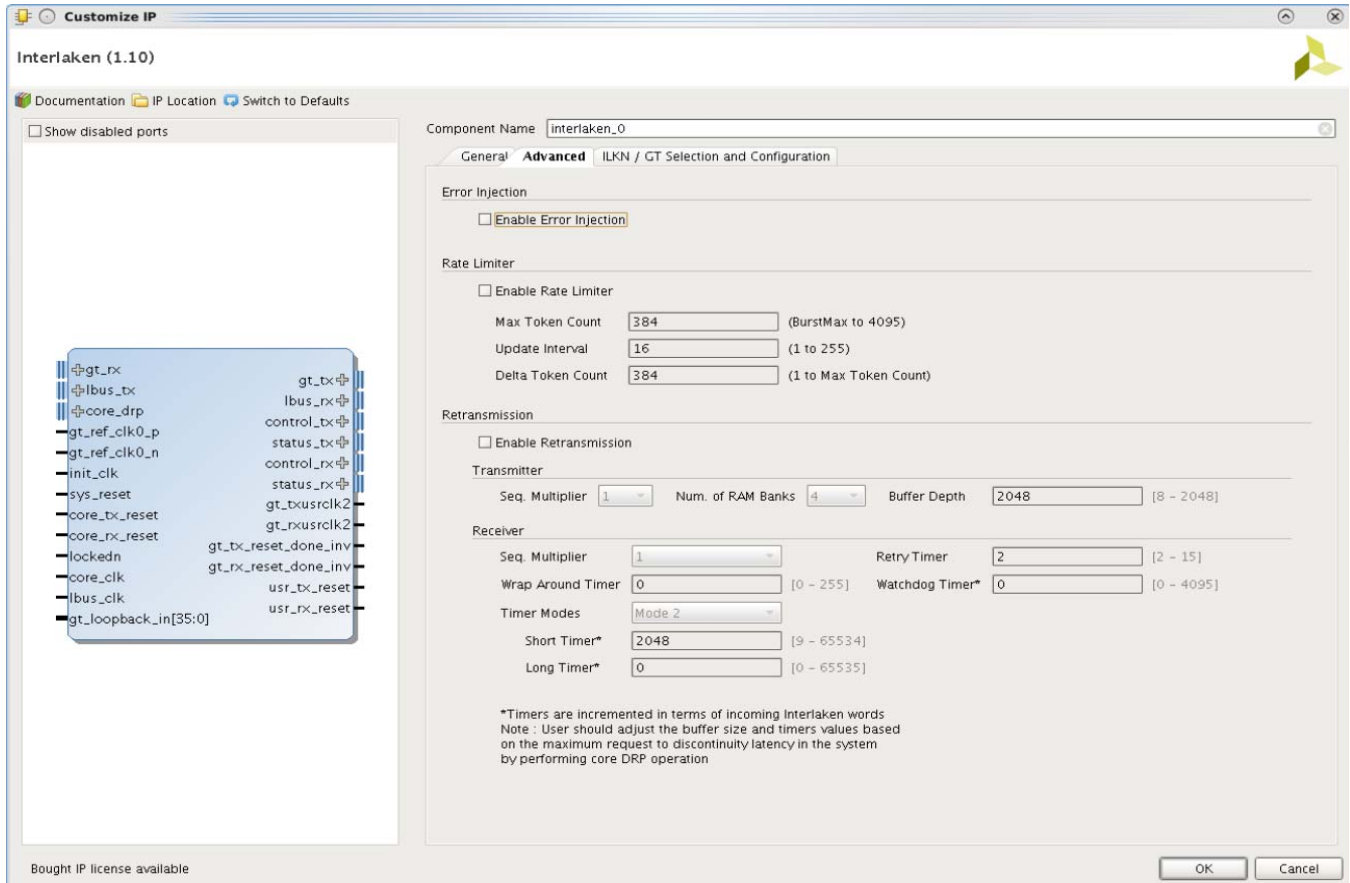 Customize IP
Interlaken (1.10)
Documentation IP Location Switch to Defaults
Show disabled ports
gt_rx
lbus_tx
core_drp
gt_ref_clk0_p
gt_ref_clk0_n
init_clk
sys_reset
core_tx_reset
core_rx_reset
lockedn
core_clk
lbus_clk
gt_loopback_in[35:0]
gt_tx
lbus_rx
control_tx
status_tx
control_rx
status_rx
gt_txusrclk2
gt_rxusrclk2
gt_tx_reset_done_inv
gt_rx_reset_done_inv
usr_tx_reset
usr_rx_reset
Component Name interlaken_0
General Advanced ILKN / GT Selection and Configuration
Error Injection
Enable Error Injection
Rate Limiter
Enable Rate Limiter
Max Token Count 384 (BurstMax to 4095)
Update Interval 16 (1 to 255)
Delta Token Count 384 (1 to Max Token Count)
Retransmission
Enable Retransmission
Transmitter
Seq. Multiplier 1 Num. of RAM Banks 4 Buffer Depth 2048 [8 - 2048]
Receiver
Seq. Multiplier 1 Retry Timer 2 [2 - 15]
Wrap Around Timer 0 [0 - 255] Watchdog Timer* 0 [0 - 4095]
Timer Modes Mode 2
Short Timer* 2048 [9 - 65534]
Long Timer* 0 [0 - 65535]
*Timers are incremented in terms of incoming Interlaken words
Note : User should adjust the buffer size and timers values based
on the maximum request to discontinuity latency in the system
by performing core DRP operation
Bought IP license available
OK Cancel